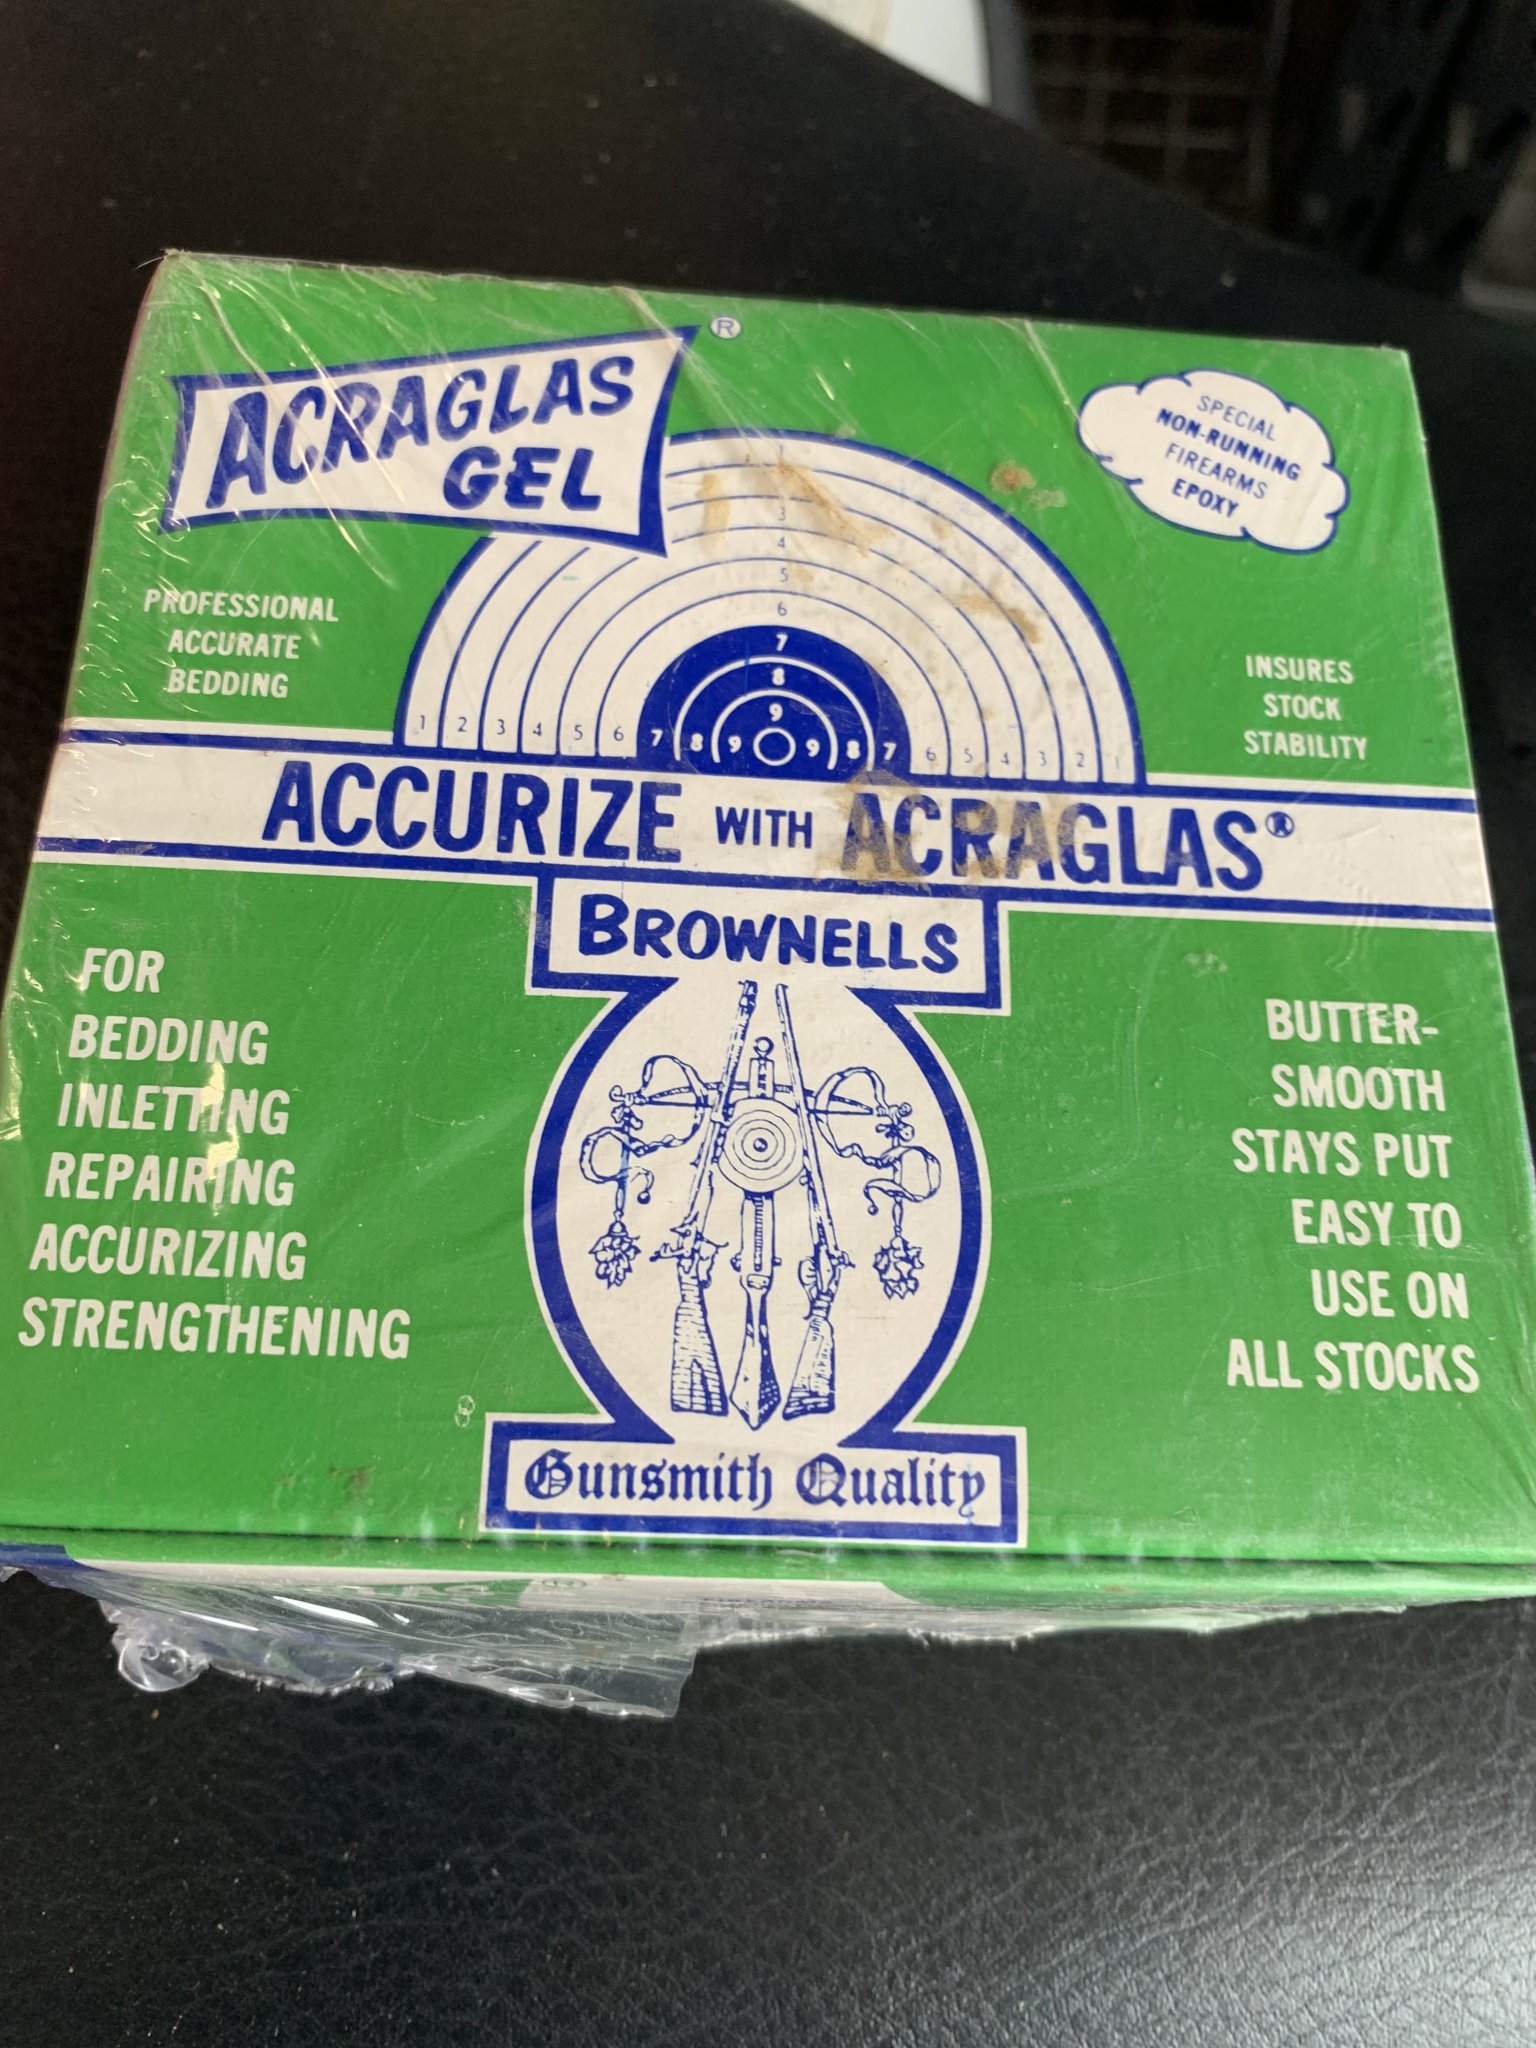 ACRAGLAS ®
GEL
SPECIAL
NON-RUNNING
FIREARMS
EPOXY
PROFESSIONAL
ACCURATE
BEDDING
INSURES
STOCK
STABILITY
1
3
4
5
6
7
8
9
1 2 3 4 5 6 7 8 9 9 8 7 6 5 4 3 2 1
ACCURIZE WITH ACRAGLAS®
BROWNELLS
FOR
BEDDING
INLETTING
REPAIRING
ACCURIZING
STRENGTHENING
BUTTER-
SMOOTH
STAYS PUT
EASY TO
USE ON
ALL STOCKS
Gunsmith Quality